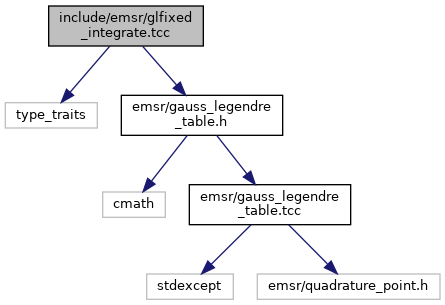 include/emsr/glfixed
_integrate.tcc
type_traits
emsr/gauss_legendre
_table.h
cmath
emsr/gauss_legendre
_table.tcc
stdexcept
emsr/quadrature_point.h